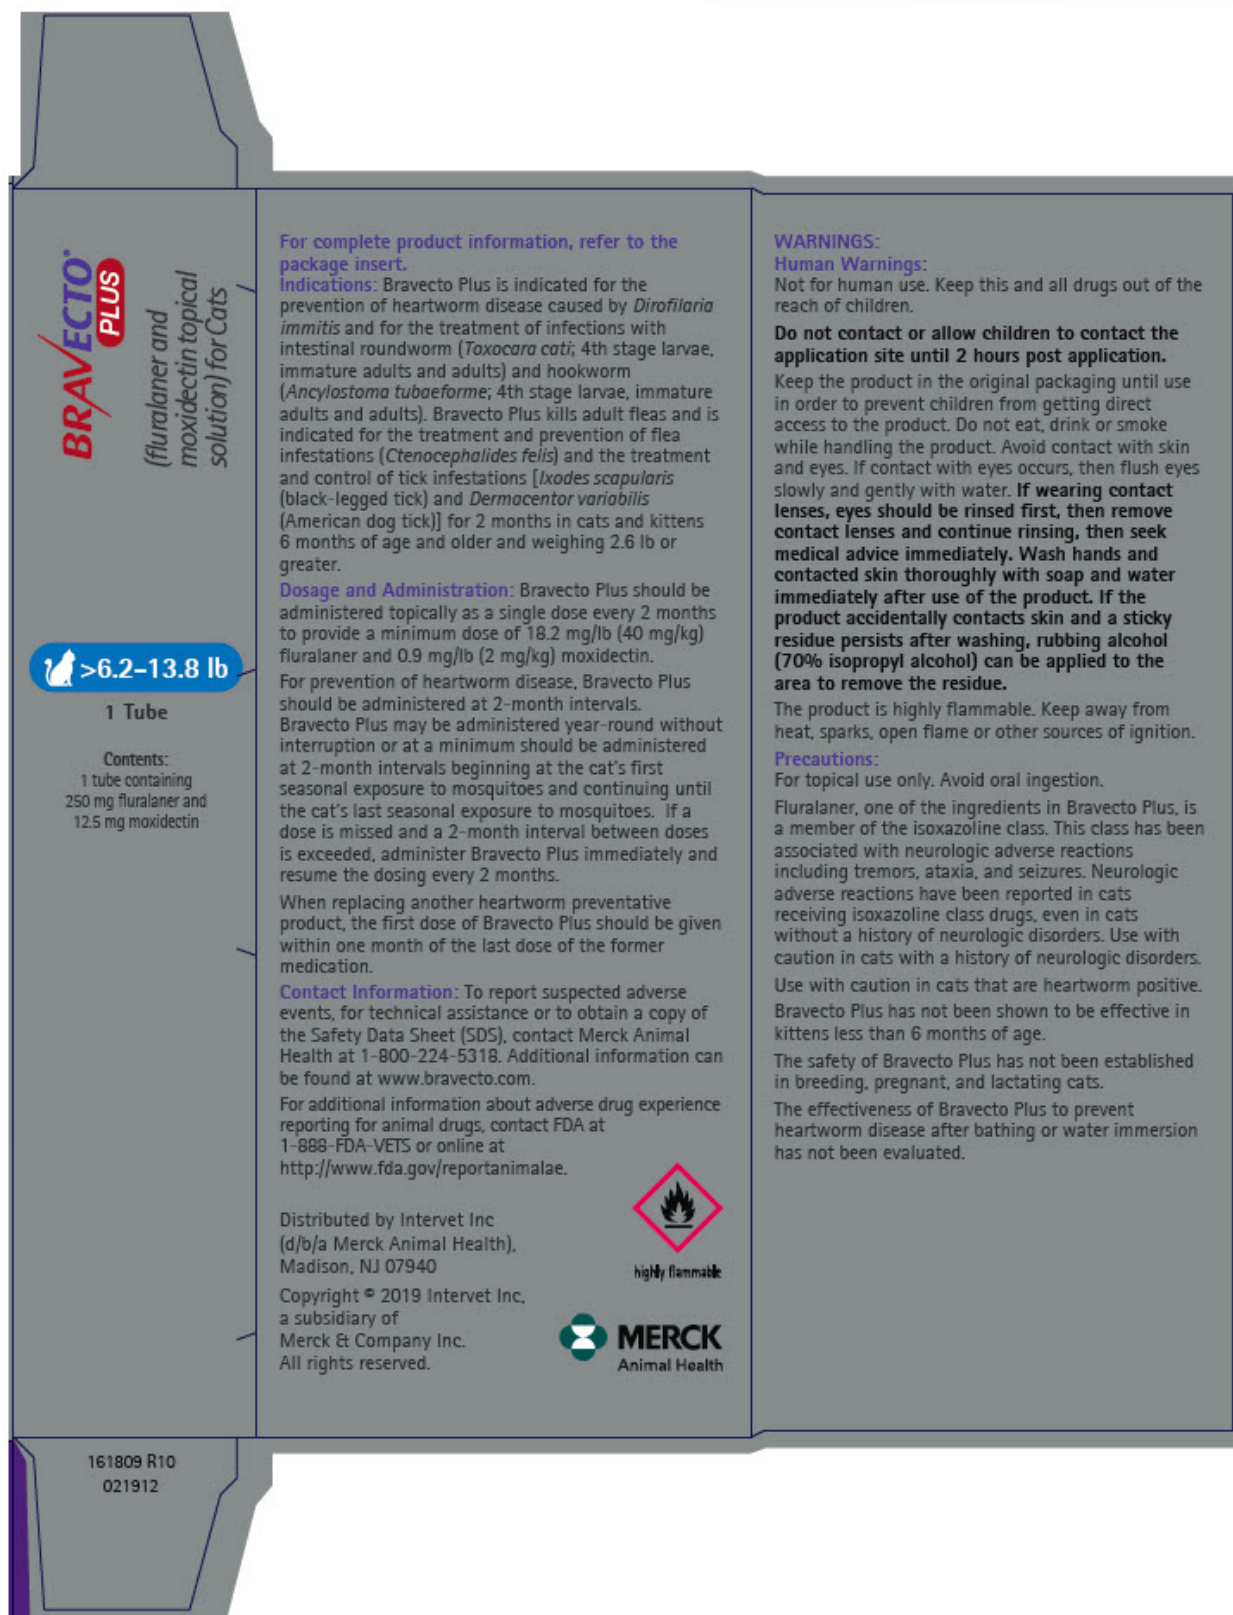 BRAVECTO®
PLUS
(fluralaner and
moxidectin topical
solution) for Cats
>6.2–13.8 lb
1 Tube
Contents:
1 tube containing
250 mg fluralaner and
12.5 mg moxidectin
161809 R10
021912
For complete product information, refer to the
package insert.
Indications: Bravecto Plus is indicated for the
prevention of heartworm disease caused by Dirofilaria
immitis and for the treatment of infections with
intestinal roundworm (Toxocara cati; 4th stage larvae,
immature adults and adults) and hookworm
(Ancylostoma tubaeforme; 4th stage larvae, immature
adults and adults). Bravecto Plus kills adult fleas and is
indicated for the treatment and prevention of flea
infestations (Ctenocephalides felis) and the treatment
and control of tick infestations [Ixodes scapularis
(black-legged tick) and Dermacentor variabilis
(American dog tick)] for 2 months in cats and kittens
6 months of age and older and weighing 2.6 lb or
greater.
Dosage and Administration: Bravecto Plus should be
administered topically as a single dose every 2 months
to provide a minimum dose of 18.2 mg/lb (40 mg/kg)
fluralaner and 0.9 mg/lb (2 mg/kg) moxidectin.
For prevention of heartworm disease, Bravecto Plus
should be administered at 2-month intervals.
Bravecto Plus may be administered year-round without
interruption or at a minimum should be administered
at 2-month intervals beginning at the cat's first
seasonal exposure to mosquitoes and continuing until
the cat's last seasonal exposure to mosquitoes. If a
dose is missed and a 2-month interval between doses
is exceeded, administer Bravecto Plus immediately and
resume the dosing every 2 months.
When replacing another heartworm preventative
product, the first dose of Bravecto Plus should be given
within one month of the last dose of the former
medication.
Contact Information: To report suspected adverse
events, for technical assistance or to obtain a copy of
the Safety Data Sheet (SDS), contact Merck Animal
Health at 1-800-224-5318. Additional information can
be found at www.bravecto.com.
For additional information about adverse drug experience
reporting for animal drugs, contact FDA at
1-888-FDA-VETS or online at
http://www.fda.gov/reportanimalae.
Distributed by Intervet Inc
(d/b/a Merck Animal Health),
Madison, NJ 07940
Copyright © 2019 Intervet Inc,
a subsidiary of
Merck & Company Inc.
All rights reserved.
highly flammable
MERCK
Animal Health
WARNINGS:
Human Warnings:
Not for human use. Keep this and all drugs out of the
reach of children.
Do not contact or allow children to contact the
application site until 2 hours post application.
Keep the product in the original packaging until use
in order to prevent children from getting direct
access to the product. Do not eat, drink or smoke
while handling the product. Avoid contact with skin
and eyes. If contact with eyes occurs, then flush eyes
slowly and gently with water. If wearing contact
lenses, eyes should be rinsed first, then remove
contact lenses and continue rinsing, then seek
medical advice immediately. Wash hands and
contacted skin thoroughly with soap and water
immediately after use of the product. If the
product accidentally contacts skin and a sticky
residue persists after washing, rubbing alcohol
(70% isopropyl alcohol) can be applied to the
area to remove the residue.
The product is highly flammable. Keep away from
heat, sparks, open flame or other sources of ignition.
Precautions:
For topical use only. Avoid oral ingestion.
Fluralaner, one of the ingredients in Bravecto Plus, is
a member of the isoxazoline class. This class has been
associated with neurologic adverse reactions
including tremors, ataxia, and seizures. Neurologic
adverse reactions have been reported in cats
receiving isoxazoline class drugs, even in cats
without a history of neurologic disorders. Use with
caution in cats with a history of neurologic disorders.
Use with caution in cats that are heartworm positive.
Bravecto Plus has not been shown to be effective in
kittens less than 6 months of age.
The safety of Bravecto Plus has not been established
in breeding, pregnant, and lactating cats.
The effectiveness of Bravecto Plus to prevent
heartworm disease after bathing or water immersion
has not been evaluated.